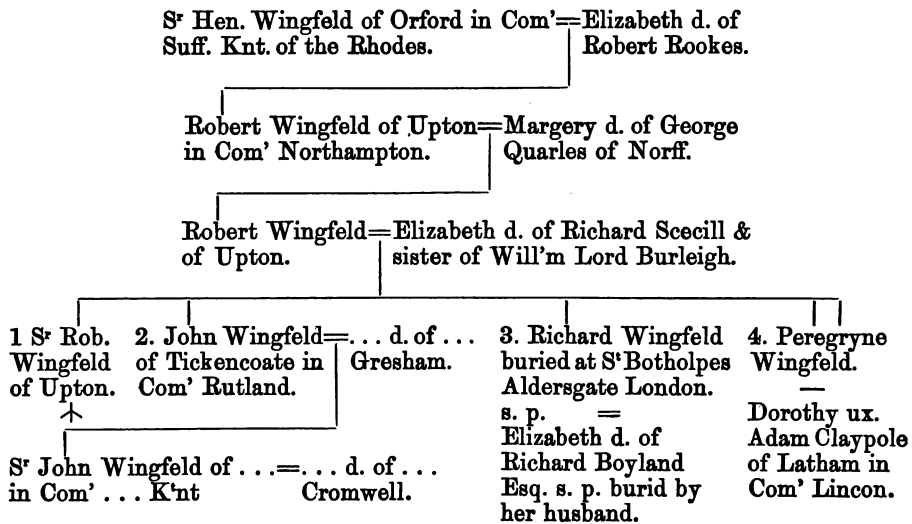 Sʳ Hen. Wingfeld of Orford in Com'=Elizabeth d. of
Suff. Knt. of the Rhodes. Robert Rookes.
Robert Wingfeld of Upton=Margery d. of George
in Com' Northampton. Quarles of Norff.
Robert Wingfeld=Elizabeth d. of Richard Scecill &
of Upton. sister of Will'm Lord Burleigh.
1 Sʳ Rob.
Wingfeld
of Upton.
2. John Wingfeld=... d. of ...
of Tickencoate in Gresham.
Com' Rutland.
3. Richard Wingfeld
buried at Sᵗ Botholpes
Aldersgate London.
s. p. =
Elizabeth d. of
Richard Boyland
Esq. s. p. burid by
her husband.
4. Peregryne
Wingfeld.
—
Dorothy ux.
Adam Claypole
of Latham in
Com' Lincon.
Sʳ John Wingfeld of ...=... d. of ...
in Com' ... Kᵗnt Cromwell.